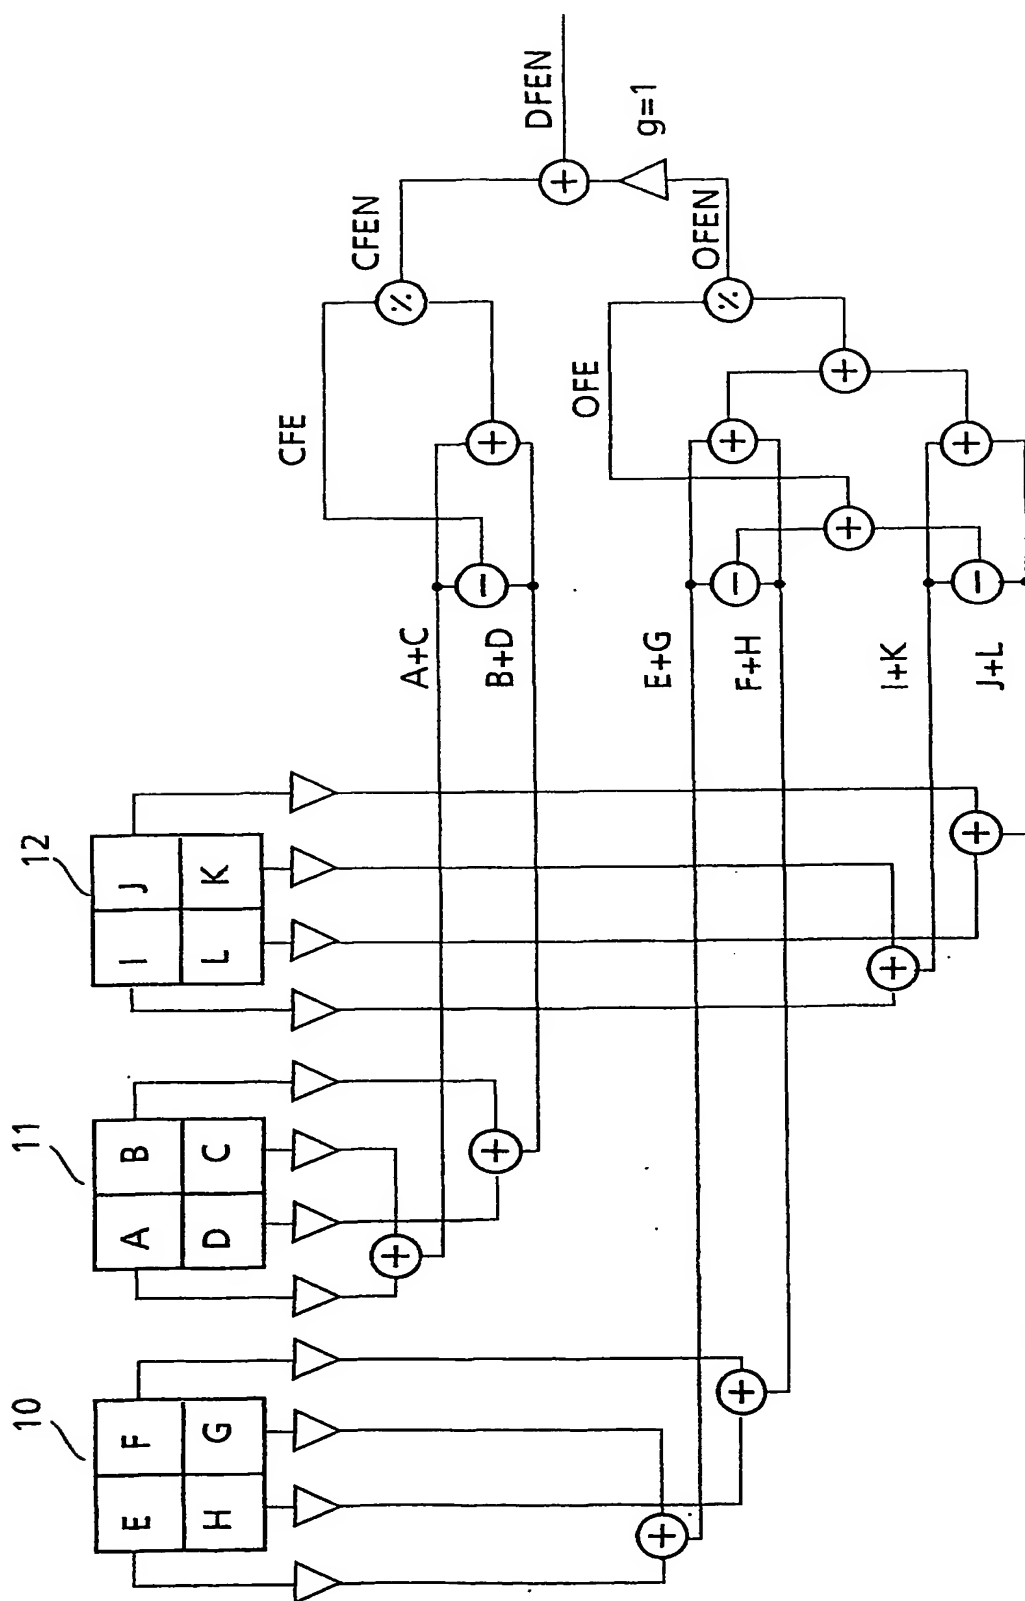 10
11
12
E F
H G
A B
D C
I J
L K
A+C
B+D
E+G
F+H
I+K
J+L
+
+
+
+
+
+
−
−
−
+
+
+
+
+
CFE
OFE
%
%
CFEN
OFEN
+
g=1
DFEN